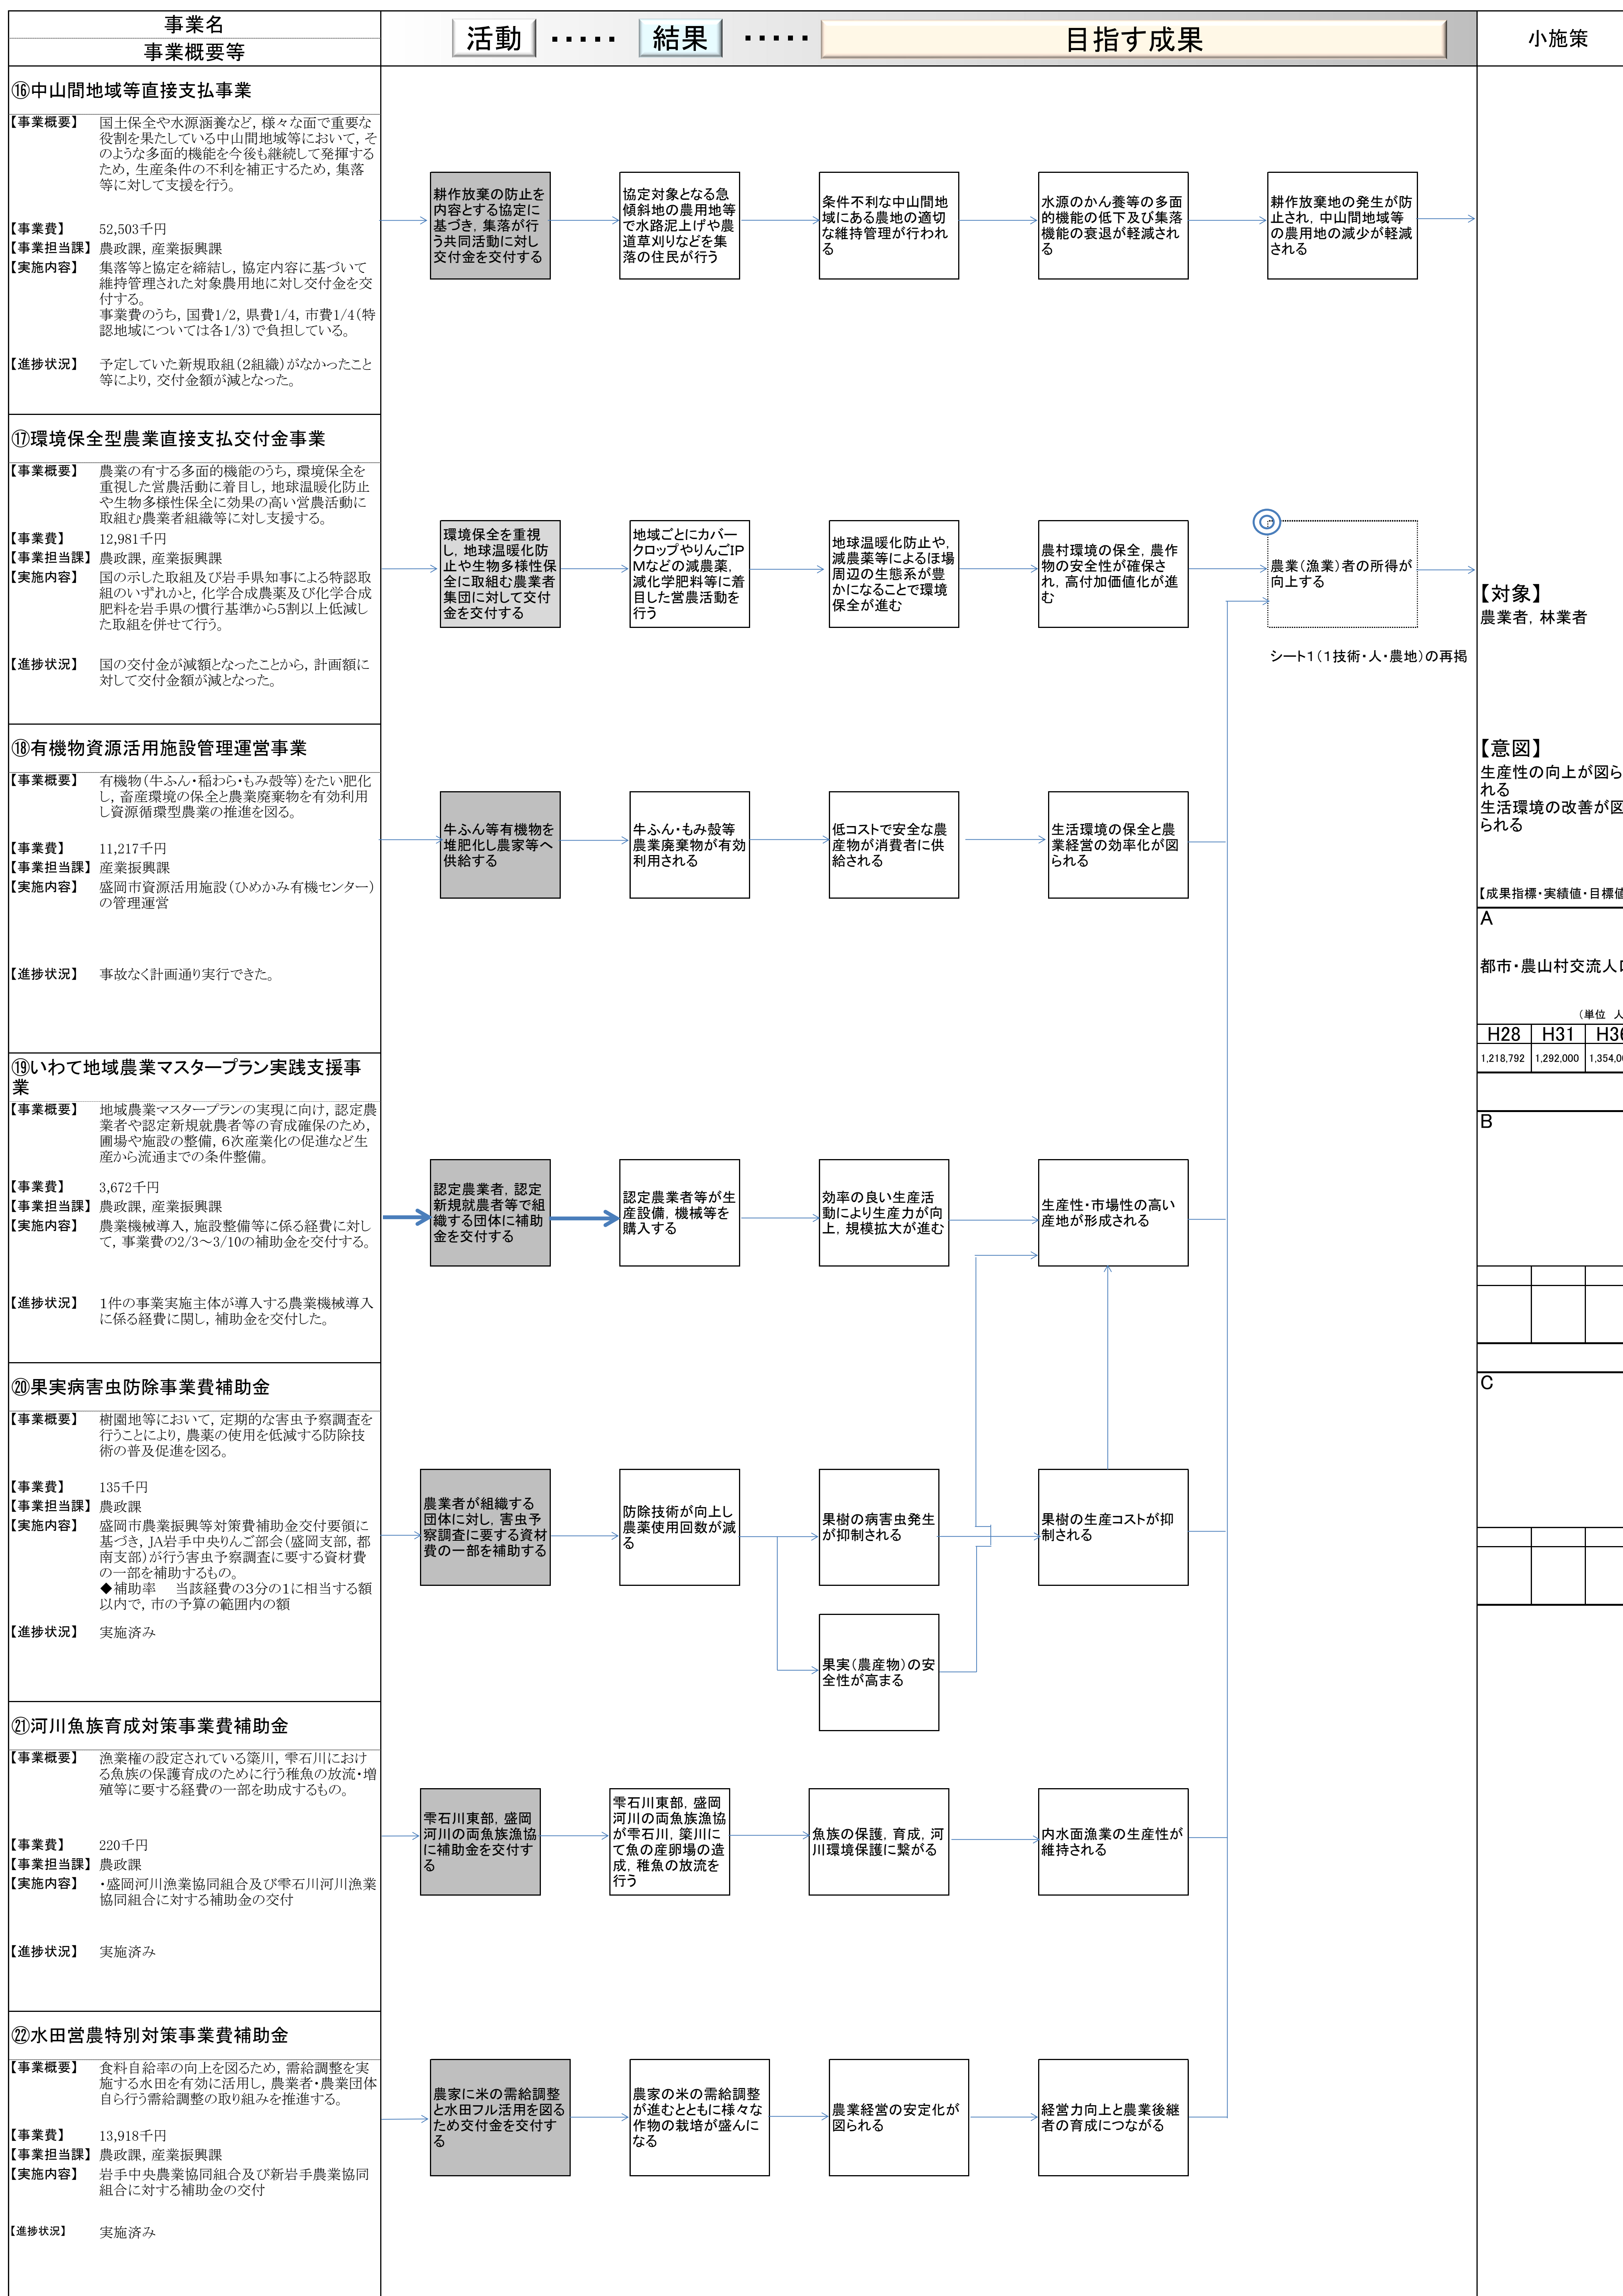 事業名
事業概要等
活動 ・・・・・ 結果 ・・・・・ 目指す成果
小施策
⑯中山間地域等直接支払事業
【事業概要】 国土保全や水源涵養など，様々な面で重要な
役割を果たしている中山間地域等において，そ
のような多面的機能を今後も継続して発揮する
ため，生産条件の不利を補正するため，集落
等に対して支援を行う。
【事業費】 52,503千円
【事業担当課】 農政課，産業振興課
【実施内容】 集落等と協定を締結し，協定内容に基づいて
維持管理された対象農用地に対し交付金を交
付する。
事業費のうち，国費1/2，県費1/4，市費1/4（特
認地域については各1/3）で負担している。
【進捗状況】 予定していた新規取組（２組織）がなかったこと
等により，交付金額が減となった。
耕作放棄の防止を
内容とする協定に
基づき，集落が行
う共同活動に対し
交付金を交付する
協定対象となる急
傾斜地の農用地等
で水路泥上げや農
道草刈りなどを集
落の住民が行う
条件不利な中山間地
域にある農地の適切
な維持管理が行われ
る
水源のかん養等の多面
的機能の低下及び集落
機能の衰退が軽減され
る
耕作放棄地の発生が防
止され，中山間地域等
の農用地の減少が軽減
される
⑰環境保全型農業直接支払交付金事業
【事業概要】 農業の有する多面的機能のうち，環境保全を
重視した営農活動に着目し，地球温暖化防止
や生物多様性保全に効果の高い営農活動に
取組む農業者組織等に対し支援する。
【事業費】 12,981千円
【事業担当課】 農政課，産業振興課
【実施内容】 国の示した取組及び岩手県知事による特認取
組のいずれかと，化学合成農薬及び化学合成
肥料を岩手県の慣行基準から５割以上低減し
た取組を併せて行う。
【進捗状況】 国の交付金が減額となったことから，計画額に
対して交付金額が減となった。
環境保全を重視
し，地球温暖化防
止や生物多様性保
全に取組む農業者
集団に対して交付
金を交付する
地域ごとにカバー
クロップやりんごIP
Mなどの減農薬，
減化学肥料等に着
目した営農活動を
行う
地球温暖化防止や，
減農薬等によるほ場
周辺の生態系が豊
かになることで環境
保全が進む
農村環境の保全，農作
物の安全性が確保さ
れ，高付加価値化が進
む
◎
農業（漁業）者の所得が
向上する
シート１（１技術・人・農地）の再掲
【対象】
農業者，林業者
【意図】
生産性の向上が図ら
れる
生活環境の改善が図
られる
【成果指標・実績値・目標値
A
都市・農山村交流人
（単位 人
H28 H31 H3
1,218,792 1,292,000 1,354,0
B
C
⑱有機物資源活用施設管理運営事業
【事業概要】 有機物（牛ふん・稲わら・もみ殻等）をたい肥化
し，畜産環境の保全と農業廃棄物を有効利用
し資源循環型農業の推進を図る。
【事業費】 11,217千円
【事業担当課】 産業振興課
【実施内容】 盛岡市資源活用施設（ひめかみ有機センター）
の管理運営
【進捗状況】 事故なく計画通り実行できた。
牛ふん等有機物を
堆肥化し農家等へ
供給する
牛ふん・もみ殻等
農業廃棄物が有効
利用される
低コストで安全な農
産物が消費者に供
給される
生活環境の保全と農
業経営の効率化が図
られる
⑲いわて地域農業マスタープラン実践支援事
業
【事業概要】 地域農業マスタープランの実現に向け，認定農
業者や認定新規就農者等の育成確保のため，
圃場や施設の整備，６次産業化の促進など生
産から流通までの条件整備。
【事業費】 3,672千円
【事業担当課】 農政課，産業振興課
【実施内容】 農業機械導入，施設整備等に係る経費に対し
て，事業費の2/3～3/10の補助金を交付する。
【進捗状況】 １件の事業実施主体が導入する農業機械導入
に係る経費に関し，補助金を交付した。
認定農業者，認定
新規就農者等で組
織する団体に補助
金を交付する
認定農業者等が生
産設備，機械等を
購入する
効率の良い生産活
動により生産力が向
上，規模拡大が進む
生産性・市場性の高い
産地が形成される
⑳果実病害虫防除事業費補助金
【事業概要】 樹園地等において，定期的な害虫予察調査を
行うことにより，農薬の使用を低減する防除技
術の普及促進を図る。
【事業費】 135千円
【事業担当課】 農政課
【実施内容】 盛岡市農業振興等対策費補助金交付要領に
基づき，JA岩手中央りんご部会（盛岡支部，都
南支部）が行う害虫予察調査に要する資材費
の一部を補助するもの。
◆補助率 当該経費の３分の１に相当する額
以内で，市の予算の範囲内の額
【進捗状況】 実施済み
農業者が組織する
団体に対し，害虫予
察調査に要する資材
費の一部を補助する
防除技術が向上し
農薬使用回数が減
る
果樹の病害虫発生
が抑制される
果樹の生産コストが抑
制される
果実（農産物）の安
全性が高まる
㉑河川魚族育成対策事業費補助金
【事業概要】 漁業権の設定されている簗川，雫石川におけ
る魚族の保護育成のために行う稚魚の放流・増
殖等に要する経費の一部を助成するもの。
【事業費】 220千円
【事業担当課】 農政課
【実施内容】 ・盛岡河川漁業協同組合及び雫石川河川漁業
協同組合に対する補助金の交付
【進捗状況】 実施済み
雫石川東部，盛岡
河川の両魚族漁協
に補助金を交付す
る
雫石川東部，盛岡
河川の両魚族漁協
が雫石川，簗川に
て魚の産卵場の造
成，稚魚の放流を
行う
魚族の保護，育成，河
川環境保護に繋がる
内水面漁業の生産性が
維持される
㉒水田営農特別対策事業費補助金
【事業概要】 食料自給率の向上を図るため，需給調整を実
施する水田を有効に活用し，農業者・農業団体
自ら行う需給調整の取り組みを推進する。
【事業費】 13,918千円
【事業担当課】 農政課，産業振興課
【実施内容】 岩手中央農業協同組合及び新岩手農業協同
組合に対する補助金の交付
【進捗状況】 実施済み
農家に米の需給調整
と水田フル活用を図る
ため交付金を交付す
る
農家の米の需給調整
が進むとともに様々な
作物の栽培が盛んに
なる
農業経営の安定化が
図られる
経営力向上と農業後継
者の育成につながる